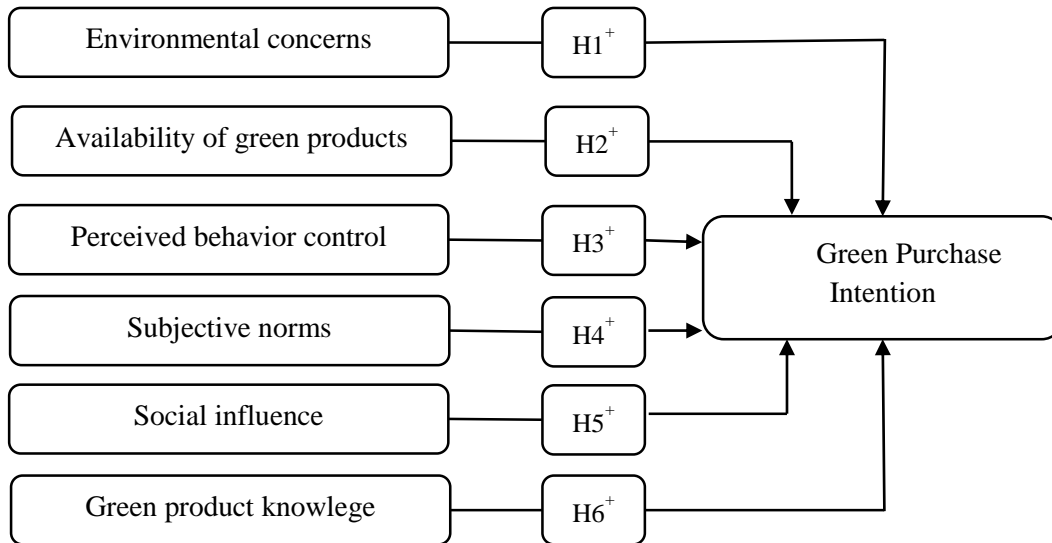 Environmental concerns
H1+
Availability of green products
H2+
Perceived behavior control
H3+
Green Purchase
Intention
Subjective norms
H4+
Social influence
H5+
Green product knowlege
H6+